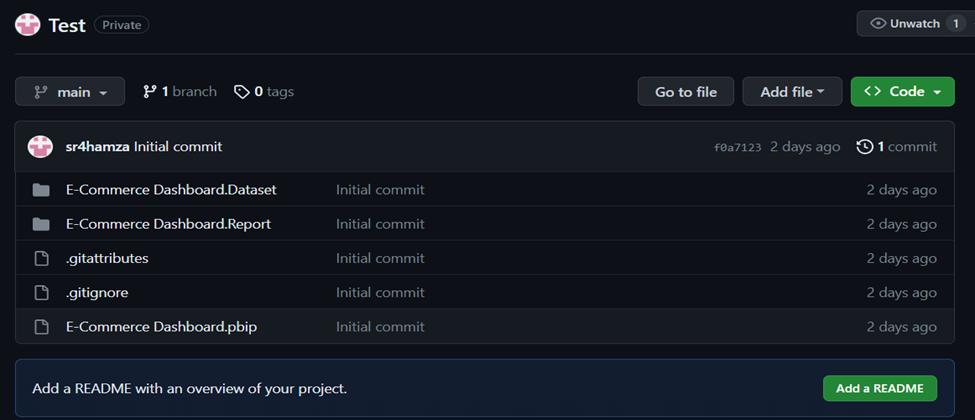 Test Private Unwatch 1
main 1 branch 0 tags Go to file Add file <> Code
sr4hamza Initial commit f0a7123 2 days ago 1 commit
E-Commerce Dashboard.Dataset Initial commit 2 days ago
E-Commerce Dashboard.Report Initial commit 2 days ago
.gitattributes Initial commit 2 days ago
.gitignore Initial commit 2 days ago
E-Commerce Dashboard.pbip Initial commit 2 days ago
Add a README with an overview of your project. Add a README